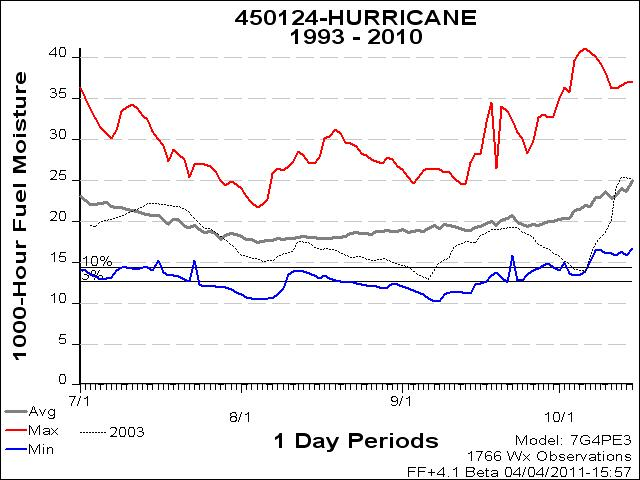 450124-HURRICANE
1993 - 2010
1000-Hour Fuel Moisture
40
35
30
25
20
15
10
5
0
10%
3%
7/1
8/1
9/1
10/1
1 Day Periods
Avg
Max
Min
2003
Model: 7G4PE3
1766 Wx Observations
FF+4.1 Beta 04/04/2011-15:57